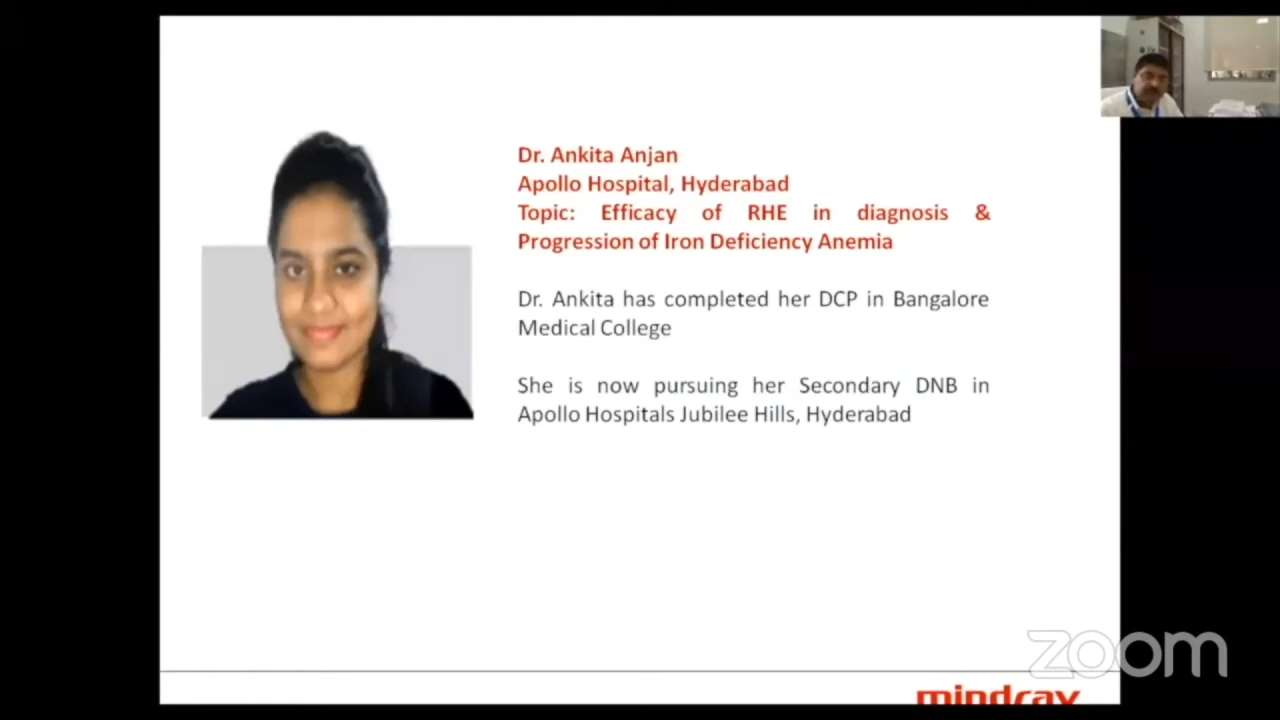 Dr. Ankita Anjan
Apollo Hospital, Hyderabad
Topic: Efficacy of RHE in diagnosis &
Progression of Iron Deficiency Anemia
Dr. Ankita has completed her DCP in Bangalore
Medical College
She is now pursuing her Secondary DNB in
Apollo Hospitals Jubilee Hills, Hyderabad
zoom
mindray